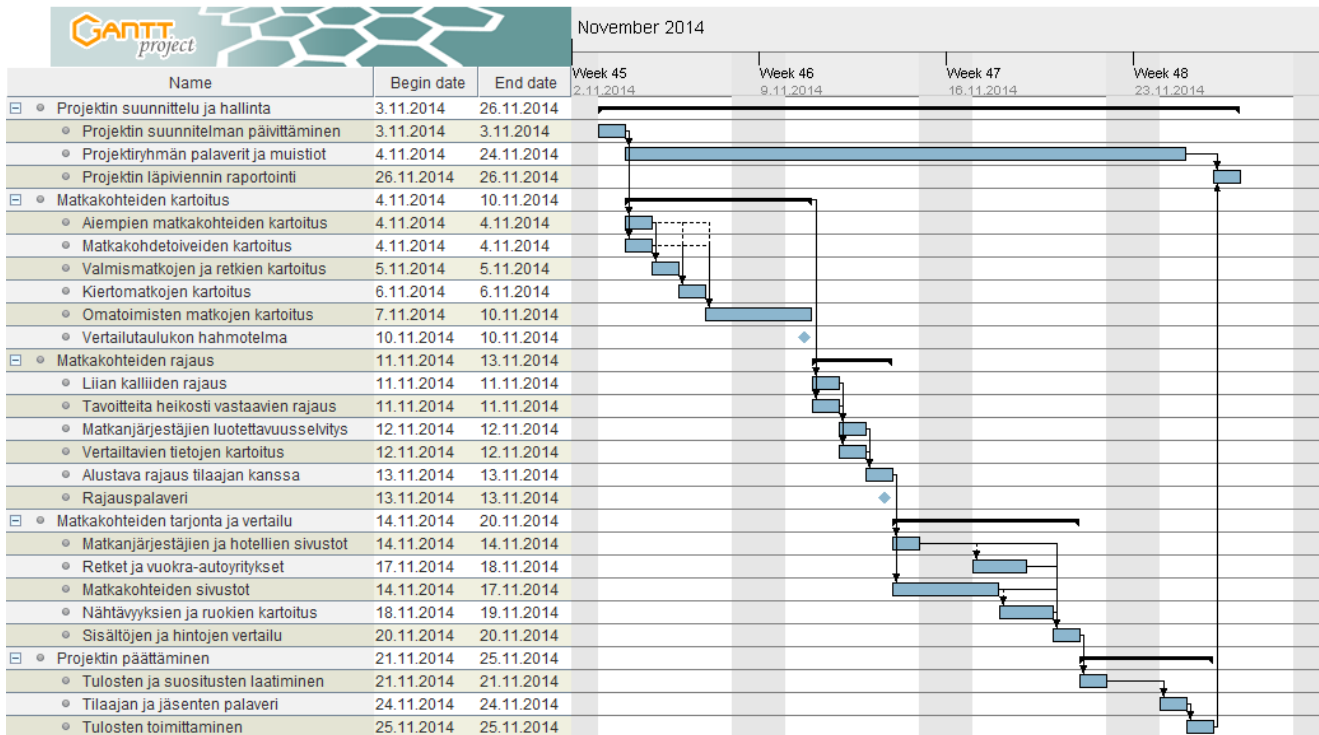 GANTT
project
November 2014
Week 45 Week 46 Week 47 Week 48
2.11.2014 9.11.2014 16.11.2014 23.11.2014
Name Begin date End date
Projektin suunnittelu ja hallinta 3.11.2014 26.11.2014
Projektin suunnitelman päivittäminen 3.11.2014 3.11.2014
Projektiryhmän palaverit ja muistiot 4.11.2014 24.11.2014
Projektin läpiviennin raportointi 26.11.2014 26.11.2014
Matkakohteiden kartoitus 4.11.2014 10.11.2014
Aiempien matkakohteiden kartoitus 4.11.2014 4.11.2014
Matkakohdetoiveiden kartoitus 4.11.2014 4.11.2014
Valmismatkojen ja retkien kartoitus 5.11.2014 5.11.2014
Kiertomatkojen kartoitus 6.11.2014 6.11.2014
Omatoimisten matkojen kartoitus 7.11.2014 10.11.2014
Vertailutaulukon hahmotelma 10.11.2014 10.11.2014
Matkakohteiden rajaus 11.11.2014 13.11.2014
Liian kalliiden rajaus 11.11.2014 11.11.2014
Tavoitteita heikosti vastaavien rajaus 11.11.2014 11.11.2014
Matkanjärjestäjien luotettavuusselvitys 12.11.2014 12.11.2014
Vertailtavien tietojen kartoitus 12.11.2014 12.11.2014
Alustava rajaus tilaajan kanssa 13.11.2014 13.11.2014
Rajauspalaveri 13.11.2014 13.11.2014
Matkakohteiden tarjonta ja vertailu 14.11.2014 20.11.2014
Matkanjärjestäjien ja hotellien sivustot 14.11.2014 14.11.2014
Retket ja vuokra-autoyritykset 17.11.2014 18.11.2014
Matkakohteiden sivustot 14.11.2014 17.11.2014
Nähtävyyksien ja ruokien kartoitus 18.11.2014 19.11.2014
Sisältöjen ja hintojen vertailu 20.11.2014 20.11.2014
Projektin päättäminen 21.11.2014 25.11.2014
Tulosten ja suositusten laatiminen 21.11.2014 21.11.2014
Tilaajan ja jäsenten palaveri 24.11.2014 24.11.2014
Tulosten toimittaminen 25.11.2014 25.11.2014